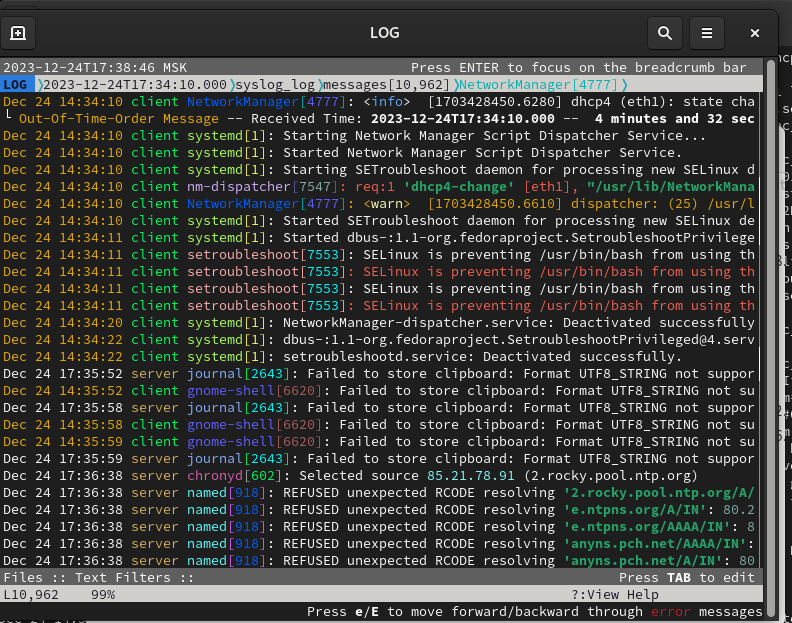 LOG
2023-12-24T17:38:46 MSK Press ENTER to focus on the breadcrumb bar
LOG ⟩2023-12-24T17:34:10.000⟩syslog_log⟩messages[10,962]⟩NetworkManager[4777]⟩
Dec 24 14:34:10 client NetworkManager[4777]: <info>  [1703428450.6280] dhcp4 (eth1): state cha
└ Out-Of-Time-Order Message -- Received Time: 2023-12-24T17:34:10.000 --  4 minutes and 32 sec
Dec 24 14:34:10 client systemd[1]: Starting Network Manager Script Dispatcher Service...
Dec 24 14:34:10 client systemd[1]: Started Network Manager Script Dispatcher Service.
Dec 24 14:34:10 client systemd[1]: Starting SETroubleshoot daemon for processing new SELinux d
Dec 24 14:34:10 client nm-dispatcher[7547]: req:1 'dhcp4-change' [eth1], "/usr/lib/NetworkMana
Dec 24 14:34:10 client NetworkManager[4777]: <warn>  [1703428450.6610] dispatcher: (25) /usr/l
Dec 24 14:34:10 client systemd[1]: Started SETroubleshoot daemon for processing new SELinux de
Dec 24 14:34:11 client systemd[1]: Started dbus-:1.1-org.fedoraproject.SetroubleshootPrivilege
Dec 24 14:34:11 client setroubleshoot[7553]: SELinux is preventing /usr/bin/bash from using th
Dec 24 14:34:11 client setroubleshoot[7553]: SELinux is preventing /usr/bin/bash from using th
Dec 24 14:34:11 client setroubleshoot[7553]: SELinux is preventing /usr/bin/bash from using th
Dec 24 14:34:11 client setroubleshoot[7553]: SELinux is preventing /usr/bin/bash from using th
Dec 24 14:34:20 client systemd[1]: NetworkManager-dispatcher.service: Deactivated successfully
Dec 24 14:34:22 client systemd[1]: dbus-:1.1-org.fedoraproject.SetroubleshootPrivileged@4.serv
Dec 24 14:34:22 client systemd[1]: setroubleshootd.service: Deactivated successfully.
Dec 24 17:35:52 server journal[2643]: Failed to store clipboard: Format UTF8_STRING not suppor
Dec 24 14:35:52 client gnome-shell[6620]: Failed to store clipboard: Format UTF8_STRING not su
Dec 24 17:35:58 server journal[2643]: Failed to store clipboard: Format UTF8_STRING not suppor
Dec 24 14:35:58 client gnome-shell[6620]: Failed to store clipboard: Format UTF8_STRING not su
Dec 24 14:35:59 client gnome-shell[6620]: Failed to store clipboard: Format UTF8_STRING not su
Dec 24 17:35:59 server journal[2643]: Failed to store clipboard: Format UTF8_STRING not suppor
Dec 24 17:36:38 server chronyd[602]: Selected source 85.21.78.91 (2.rocky.pool.ntp.org)
Dec 24 17:36:38 server named[918]: REFUSED unexpected RCODE resolving '2.rocky.pool.ntp.org/A/
Dec 24 17:36:38 server named[918]: REFUSED unexpected RCODE resolving 'e.ntpns.org/A/IN': 80.2
Dec 24 17:36:38 server named[918]: REFUSED unexpected RCODE resolving 'e.ntpns.org/AAAA/IN': 8
Dec 24 17:36:38 server named[918]: REFUSED unexpected RCODE resolving 'anyns.pch.net/AAAA/IN':
Dec 24 17:36:38 server named[918]: REFUSED unexpected RCODE resolving 'anyns.pch.net/A/IN': 80
Files :: Text Filters :: Press TAB to edit
L10,962 99% ?:View Help
Press e/E to move forward/backward through error messages